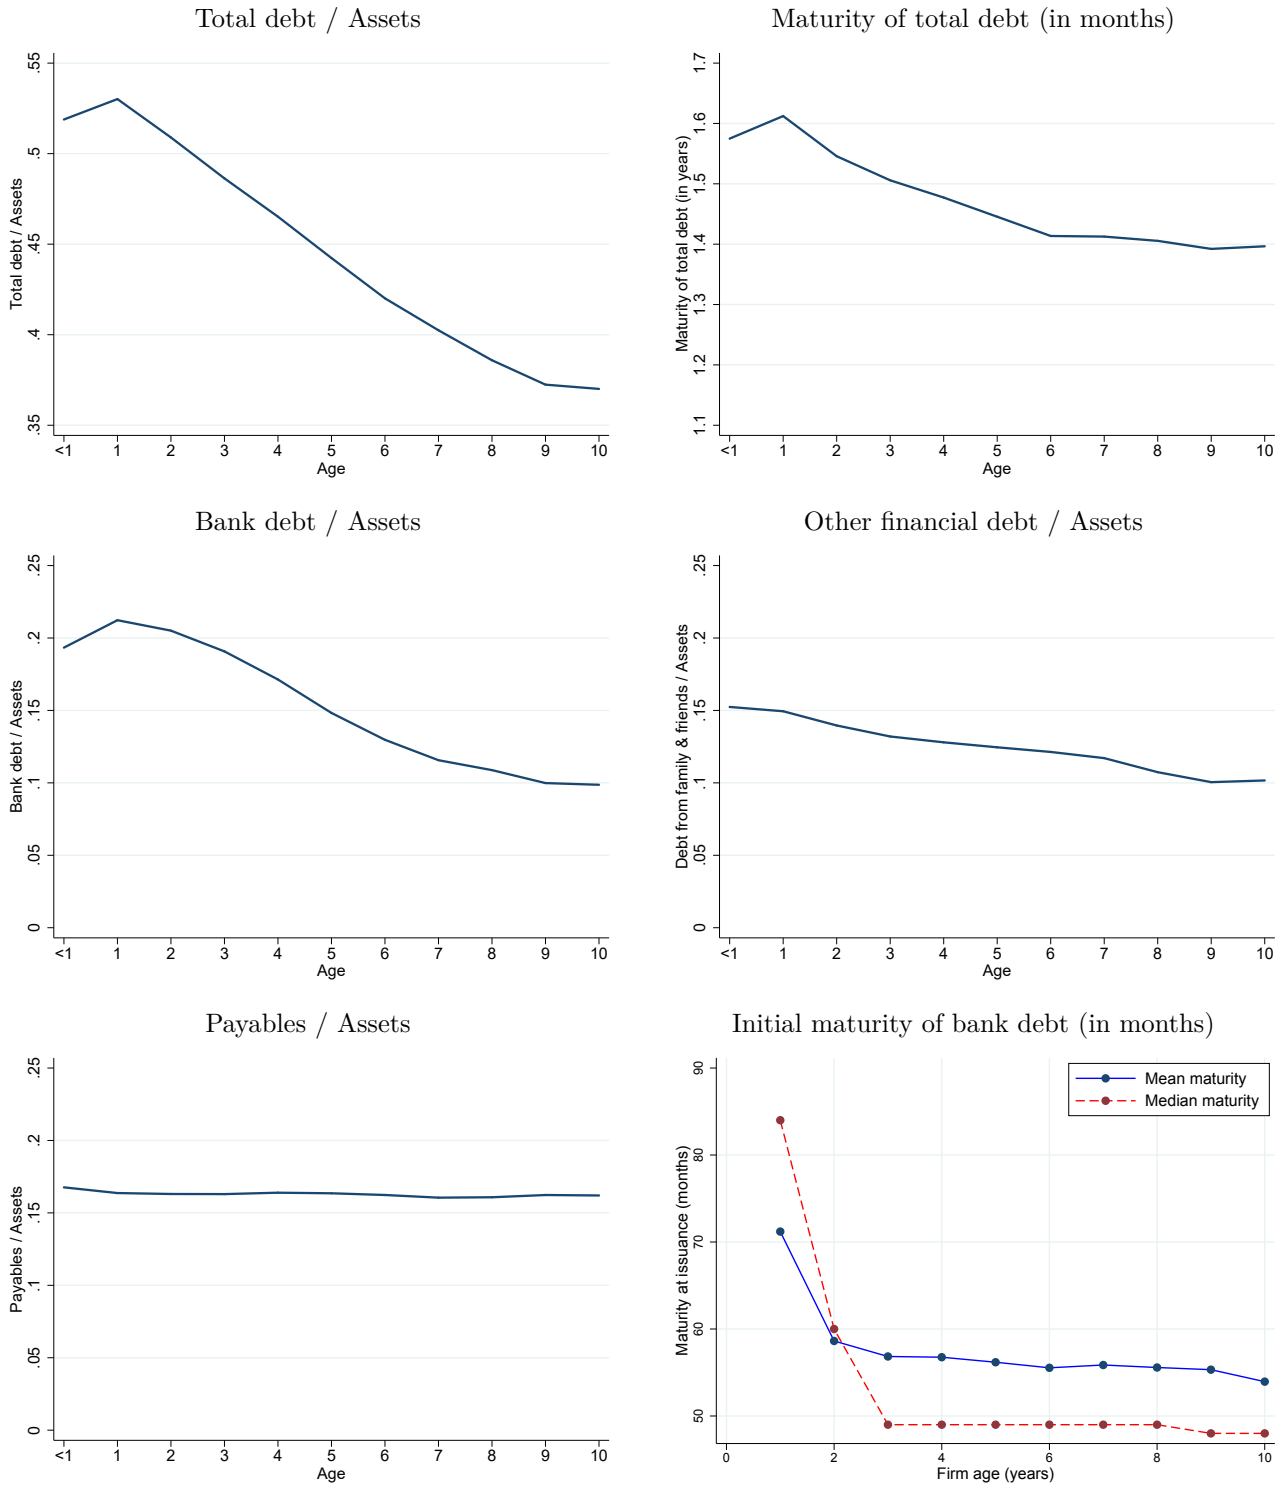 Total debt / Assets
.55
.5
.45
.4
.35
Total debt / Assets
<1 1 2 3 4 5 6 7 8 9 10
Age
Maturity of total debt (in months)
1.7
1.6
1.5
1.4
1.3
1.2
1.1
Maturity of total debt (in years)
<1 1 2 3 4 5 6 7 8 9 10
Age
Bank debt / Assets
.25
.2
.15
.1
.05
0
Bank debt / Assets
<1 1 2 3 4 5 6 7 8 9 10
Age
Other financial debt / Assets
.25
.2
.15
.1
.05
0
Debt from family & friends / Assets
<1 1 2 3 4 5 6 7 8 9 10
Age
Payables / Assets
.25
.2
.15
.1
.05
0
Payables / Assets
<1 1 2 3 4 5 6 7 8 9 10
Age
Initial maturity of bank debt (in months)
90
80
70
60
50
Maturity at issuance (months)
Mean maturity
Median maturity
0 2 4 6 8 10
Firm age (years)